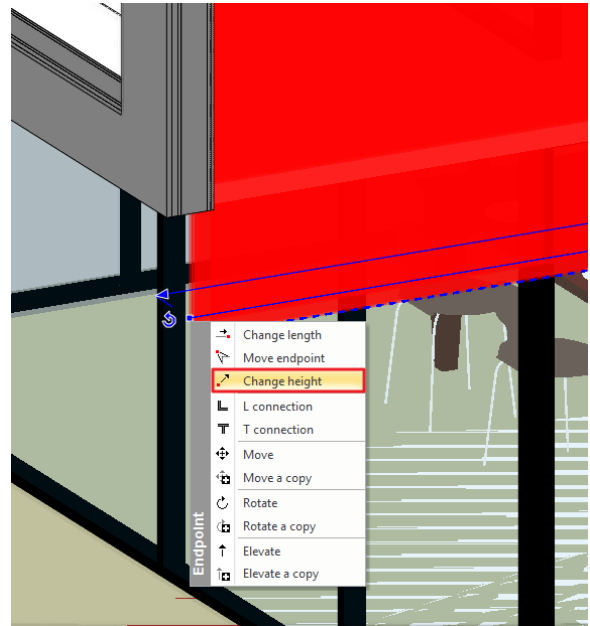 Change length
Move endpoint
Change height
L connection
T connection
Move
Move a copy
Rotate
Rotate a copy
Elevate
Elevate a copy
Endpoint